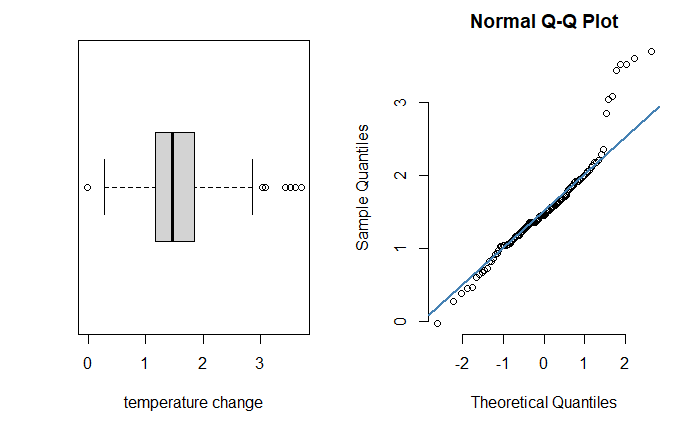 Normal Q-Q Plot
Sample Quantiles
0 1 2 3
0 1 2 3
-2 -1 0 1 2
temperature change
Theoretical Quantiles